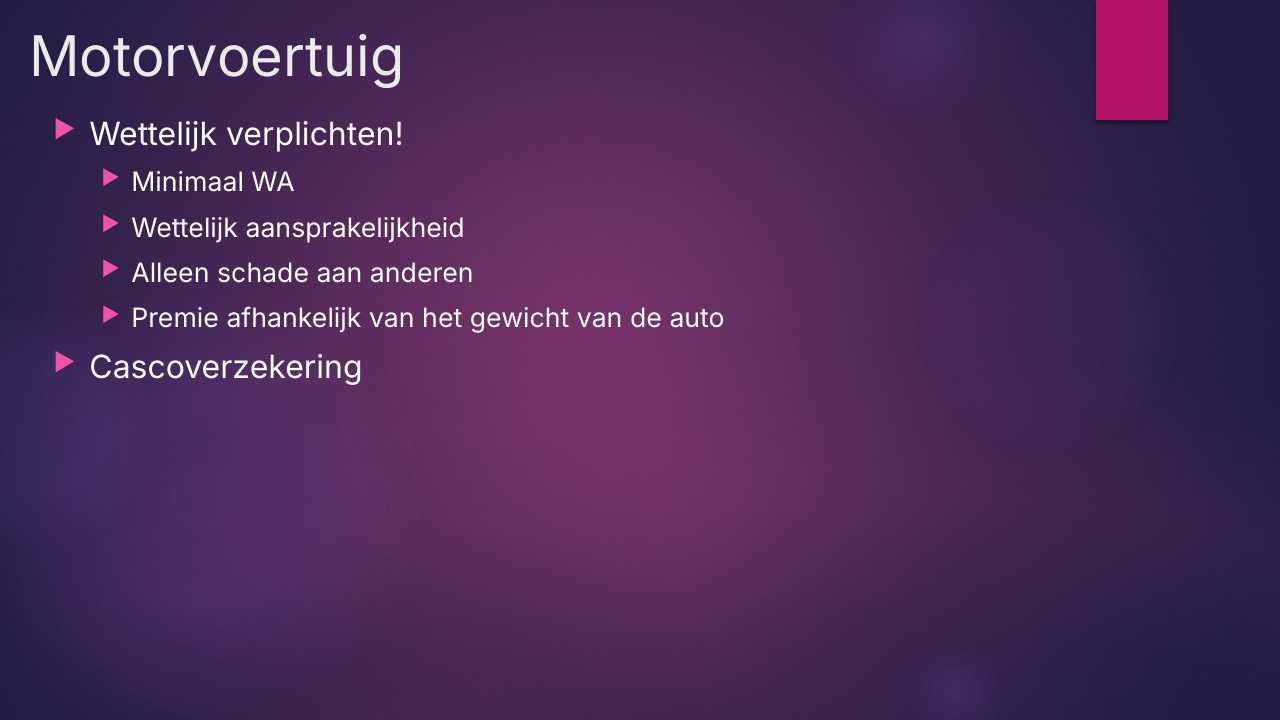 Motorvoertuig
Wettelijk verplichten!
Minimaal WA
Wettelijk aansprakelijkheid
Alleen schade aan anderen
Premie afhankelijk van het gewicht van de auto
Cascoverzekering